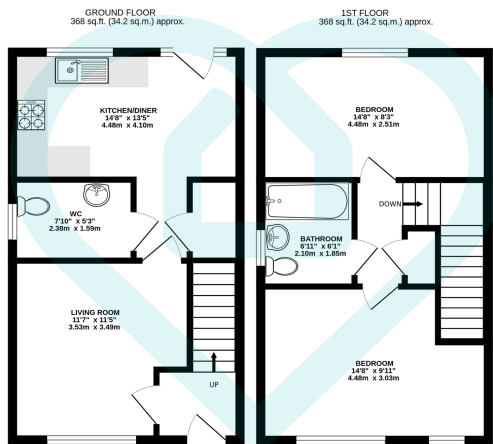 GROUND FLOOR
368 sq.ft. (34.2 sq.m.) approx.
KITCHEN/DINER
14'8" x 13'5"
4.48m x 4.10m
WC
7'10" x 5'3"
2.38m x 1.59m
LIVING ROOM
11'7" x 11'5"
3.53m x 3.49m
UP
1ST FLOOR
368 sq.ft. (34.2 sq.m.) approx.
BEDROOM
14'8" x 8'3"
4.48m x 2.51m
DOWN
BATHROOM
6'11" x 6'1"
2.10m x 1.85m
BEDROOM
14'8" x 9'11"
4.48m x 3.03m